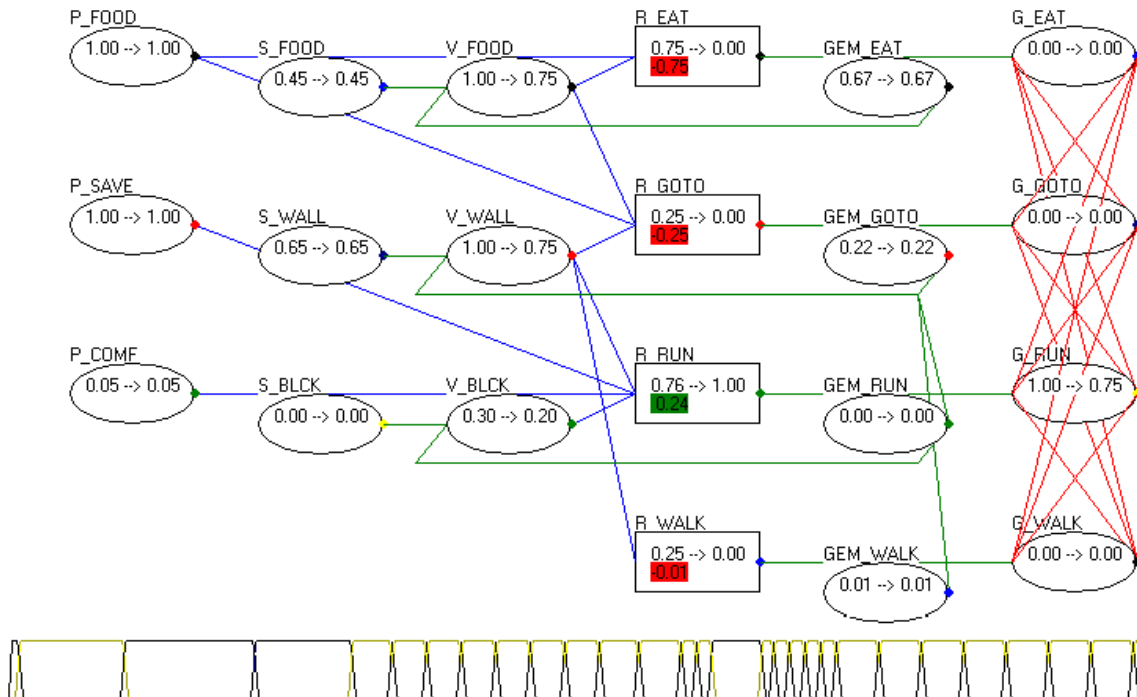 P_FOOD
1.00 --> 1.00
S_FOOD
0.45 --> 0.45
V_FOOD
1.00 --> 0.75
R_EAT
0.75 --> 0.00
-0.75
GEM_EAT
0.67 --> 0.67
G_EAT
0.00 --> 0.00
P_SAVE
1.00 --> 1.00
S_WALL
0.65 --> 0.65
V_WALL
1.00 --> 0.75
R_GOTO
0.25 --> 0.00
-0.25
GEM_GOTO
0.22 --> 0.22
G_GOTO
0.00 --> 0.00
P_COMF
0.05 --> 0.05
S_BLCK
0.00 --> 0.00
V_BLCK
0.30 --> 0.20
R_RUN
0.76 --> 1.00
0.24
GEM_RUN
0.00 --> 0.00
G_RUN
1.00 --> 0.75
R_WALK
0.25 --> 0.00
-0.01
GEM_WALK
0.01 --> 0.01
G_WALK
0.00 --> 0.00